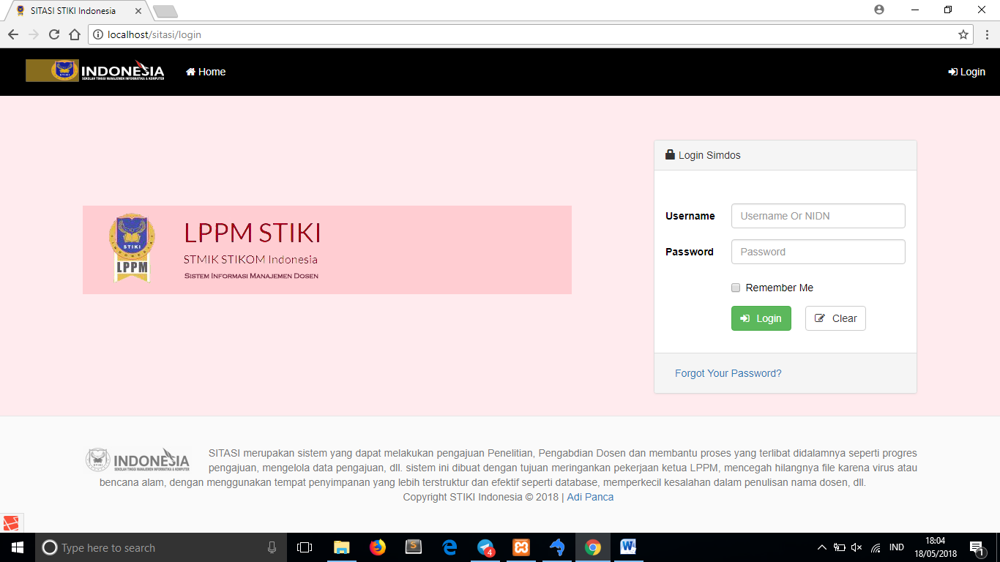 SITASI STIKI Indonesia
localhost/sitasi/login
STIKI
INDONESIA
SEKOLAH TINGGI MANAJEMEN INFORMATIKA & KOMPUTER
Home
Login
Login Simdos
Username
Username Or NIDN
Password
Password
Remember Me
Login
Clear
Forgot Your Password?
STIKI
LPPM
LPPM STIKI
STMIK STIKOM Indonesia
Sistem Informasi Manajemen Dosen
STIKI
INDONESIA
SEKOLAH TINGGI MANAJEMEN INFORMATIKA & KOMPUTER
SITASI merupakan sistem yang dapat melakukan pengajuan Penelitian, Pengabdian Dosen dan membantu proses yang terlibat didalamnya seperti progres
pengajuan, mengelola data pengajuan, dll. sistem ini dibuat dengan tujuan meringankan pekerjaan ketua LPPM, mencegah hilangnya file karena virus atau
bencana alam, dengan menggunakan tempat penyimpanan yang lebih terstruktur dan efektif seperti database, memperkecil kesalahan dalam penulisan nama dosen, dll.
Copyright STIKI Indonesia © 2018 | Adi Panca
Type here to search
4
IND
18:04
18/05/2018
1